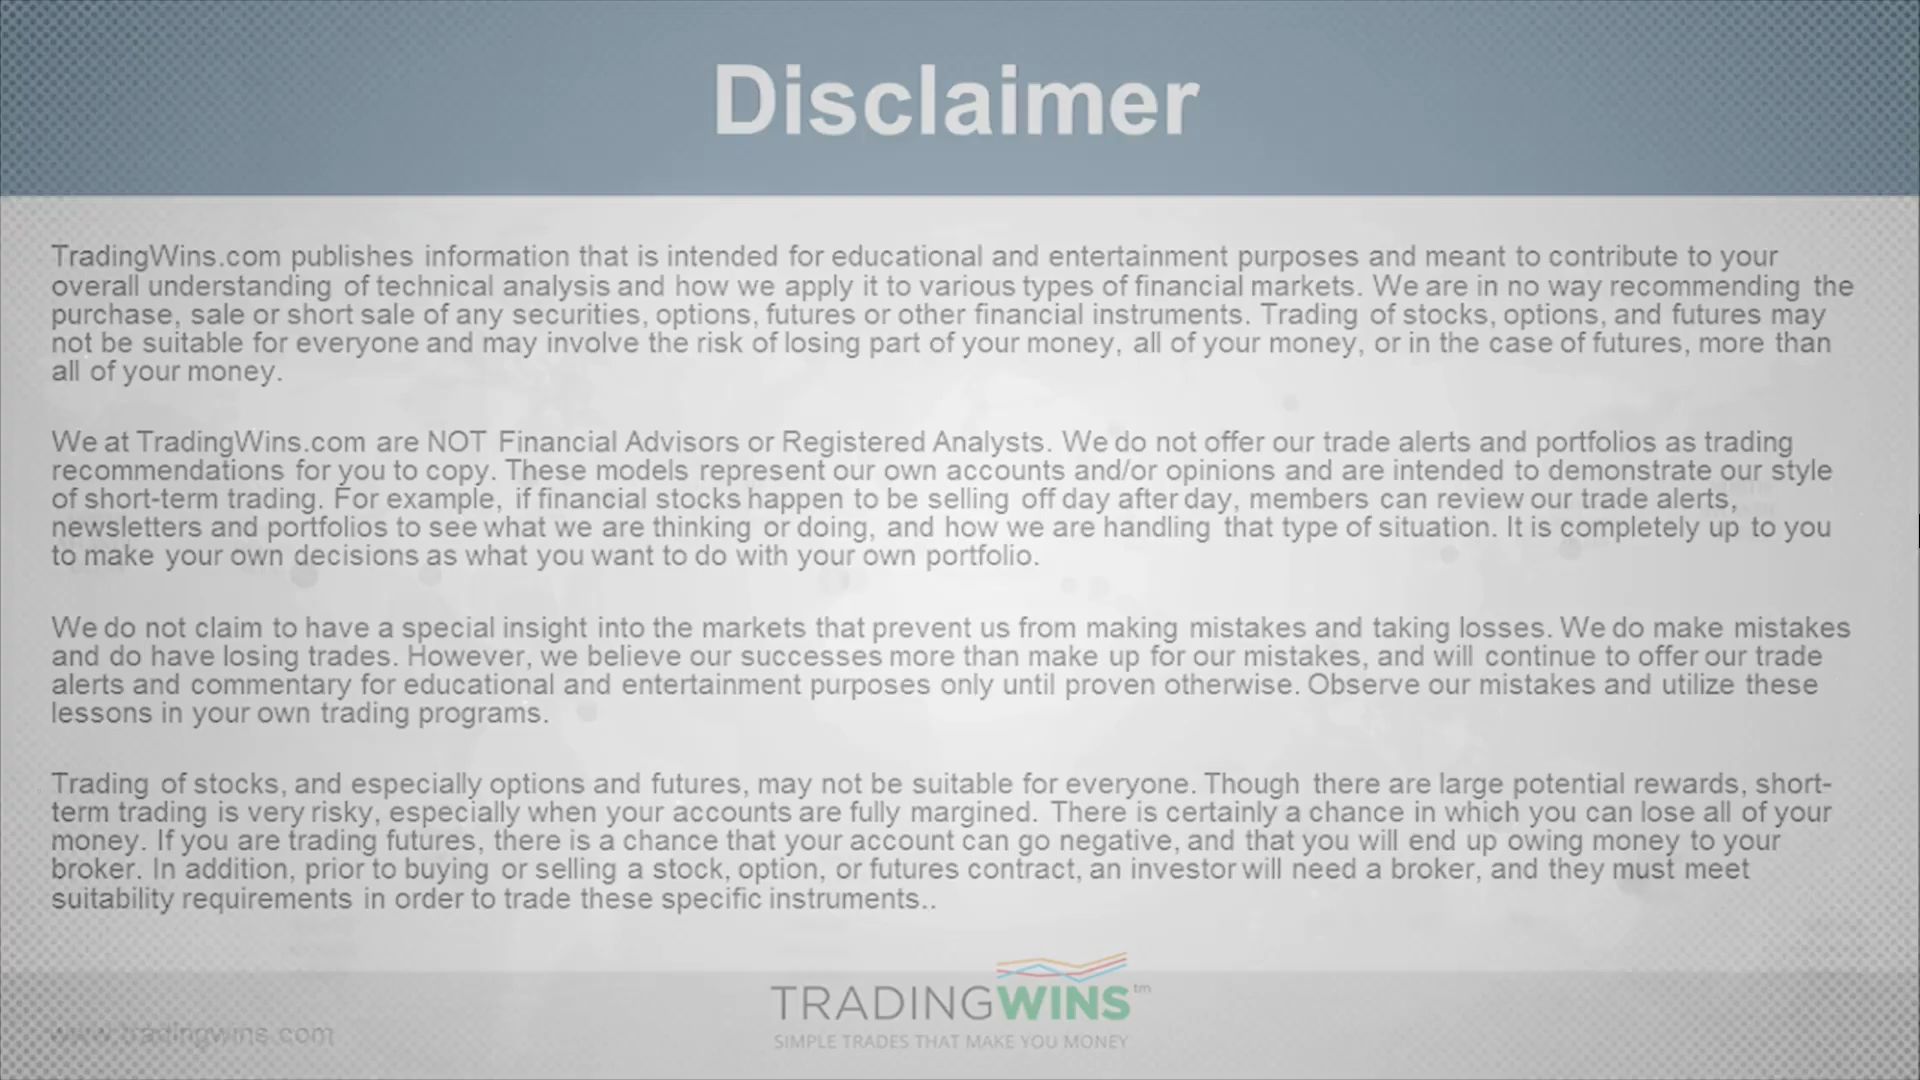 Disclaimer
TradingWins.com publishes information that is intended for educational and entertainment purposes and meant to contribute to your
overall understanding of technical analysis and how we apply it to various types of financial markets. We are in no way recommending the
purchase, sale or short sale of any securities, options, futures or other financial instruments. Trading of stocks, options, and futures may
not be suitable for everyone and may involve the risk of losing part of your money, all of your money, or in the case of futures, more than
all of your money.
We at TradingWins.com are NOT Financial Advisors or Registered Analysts. We do not offer our trade alerts and portfolios as trading
recommendations for you to copy. These models represent our own accounts and/or opinions and are intended to demonstrate our style
of short-term trading. For example, if financial stocks happen to be selling off day after day, members can review our trade alerts,
newsletters and portfolios to see what we are thinking or doing, and how we are handling that type of situation. It is completely up to you
to make your own decisions as what you want to do with your own portfolio.
We do not claim to have a special insight into the markets that prevent us from making mistakes and taking losses. We do make mistakes
and do have losing trades. However, we believe our successes more than make up for our mistakes, and will continue to offer our trade
alerts and commentary for educational and entertainment purposes only until proven otherwise. Observe our mistakes and utilize these
lessons in your own trading programs.
Trading of stocks, and especially options and futures, may not be suitable for everyone. Though there are large potential rewards, short-
term trading is very risky, especially when your accounts are fully margined. There is certainly a chance in which you can lose all of your
money. If you are trading futures, there is a chance that your account can go negative, and that you will end up owing money to your
broker. In addition, prior to buying or selling a stock, option, or futures contract, an investor will need a broker, and they must meet
suitability requirements in order to trade these specific instruments..
TRADINGWINS tm
SIMPLE TRADES THAT MAKE YOU MONEY
www.tradingwins.com